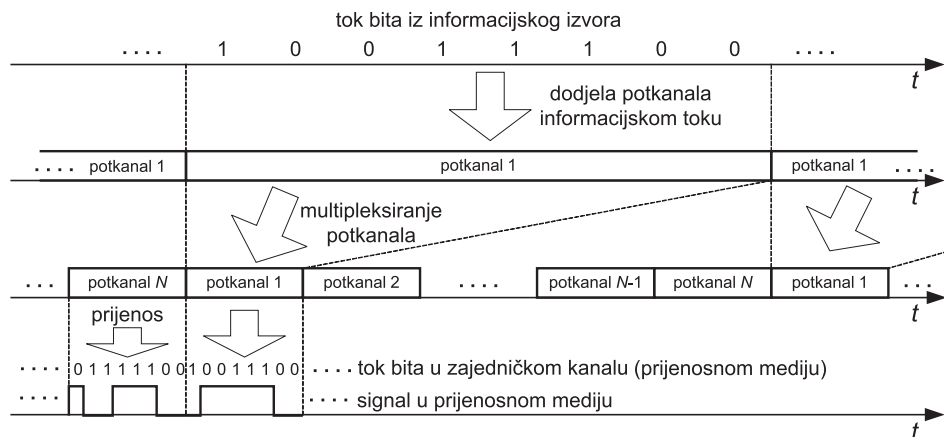 tok bita iz informacijskog izvora
. . . . 1 0 0 1 1 1 0 0 . . . .
t
dodjela potkanala
informacijskom toku
. . . . potkanal 1 potkanal 1 potkanal 1 . . . .
t
multipleksiranje
potkanala
. . . potkanal N potkanal 1 potkanal 2 . . . . potkanal N-1 potkanal N potkanal 1 . . .
t
prijenos
. . . . 0 1 1 1 1 1 0 0 1 0 0 1 1 1 0 0 . . . . tok bita u zajedničkom kanalu (prijenosnom mediju)
. . . . . . . . signal u prijenosnom mediju
t